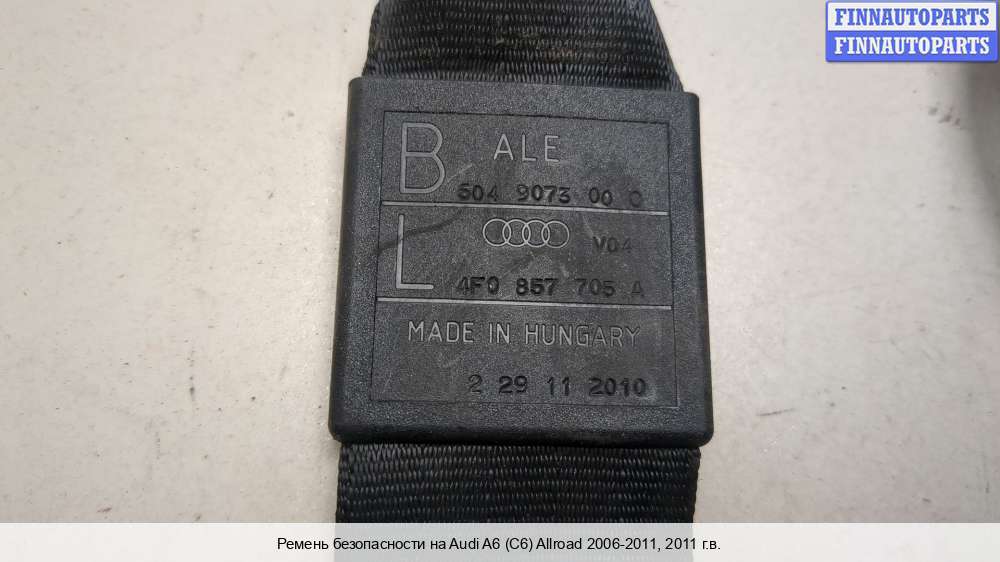 FINNAUTOPARTS
FINNAUTOPARTS
B ALE
604 9073 00 C
L V04
4F0 857 705 A
MADE IN HUNGARY
2 29 11 2010
Ремень безопасности на Audi A6 (C6) Allroad 2006-2011, 2011 г.в.